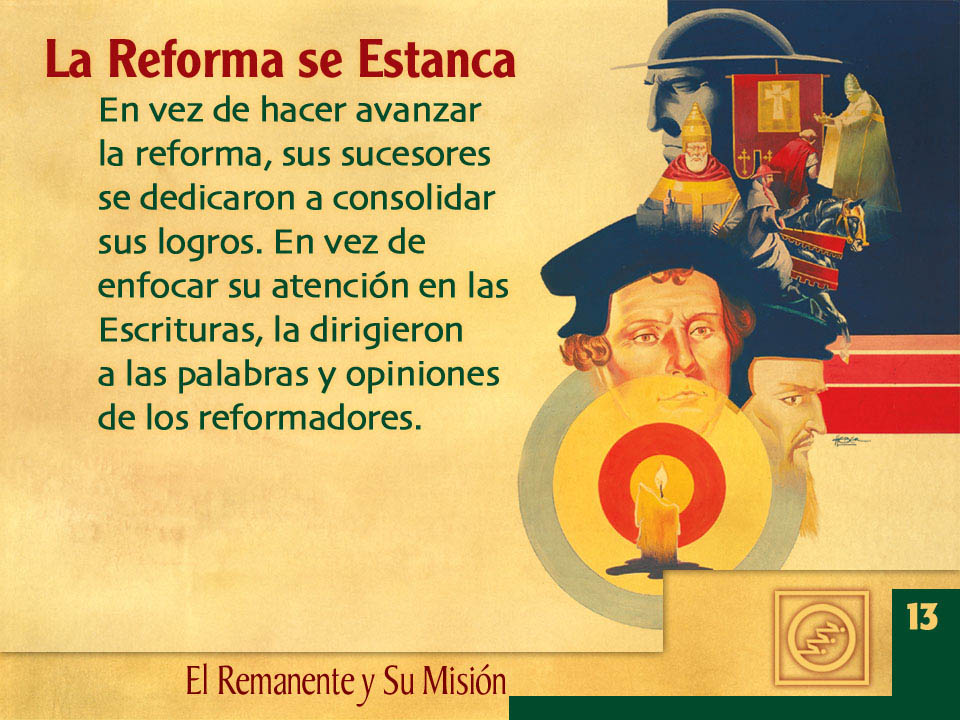 La Reforma se Estanca
En vez de hacer avanzar
la reforma, sus sucesores
se dedicaron a consolidar
sus logros. En vez de
enfocar su atención en las
Escrituras, la dirigieron
a las palabras y opiniones
de los reformadores.
13
El Remanente y Su Misión